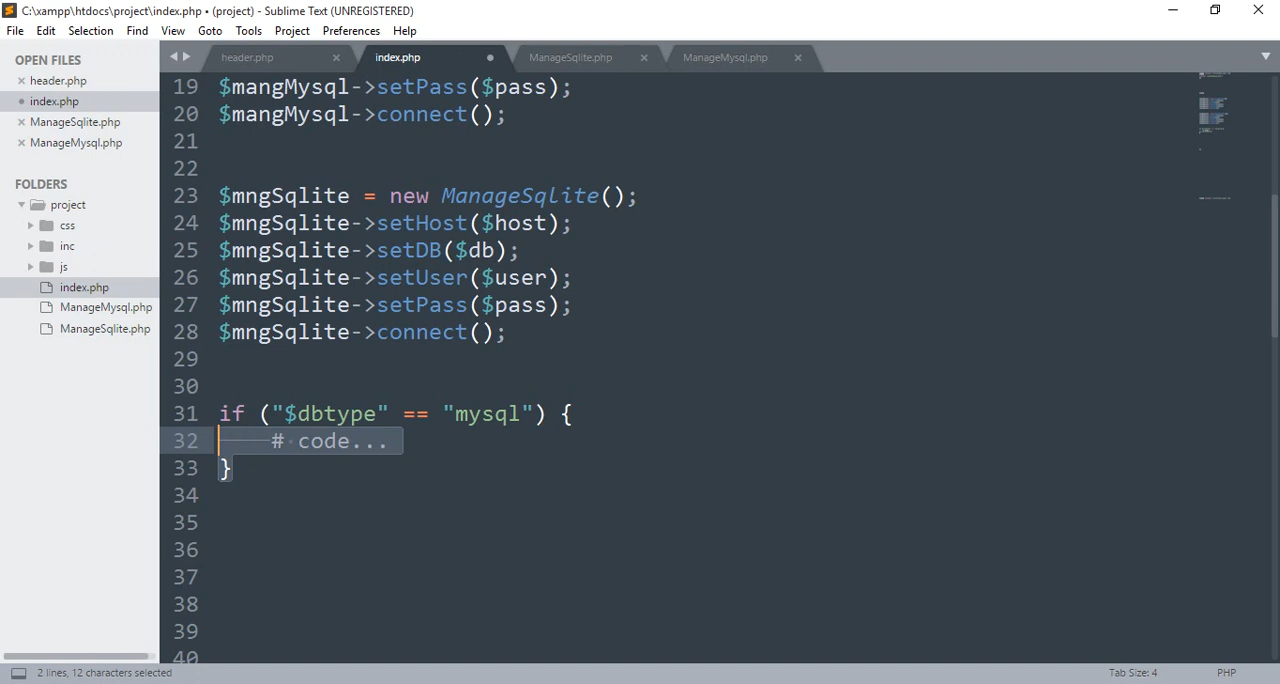 C:\xampp\htdocs\project\index.php • (project) - Sublime Text (UNREGISTERED)
File Edit Selection Find View Goto Tools Project Preferences Help
OPEN FILES
header.php
index.php
ManageSqlite.php
ManageMysql.php
FOLDERS
project
css
inc
js
index.php
ManageMysql.php
ManageSqlite.php
header.php index.php ManageSqlite.php ManageMysql.php
19 $mangMysql->setPass($pass);
20 $mangMysql->connect();
21
22
23 $mngSqlite = new ManageSqlite();
24 $mngSqlite->setHost($host);
25 $mngSqlite->setDB($db);
26 $mngSqlite->setUser($user);
27 $mngSqlite->setPass($pass);
28 $mngSqlite->connect();
29
30
31 if ("$dbtype" == "mysql") {
32 # code...
33 }
34
35
36
37
38
39
40
2 lines, 12 characters selected Tab Size: 4 PHP